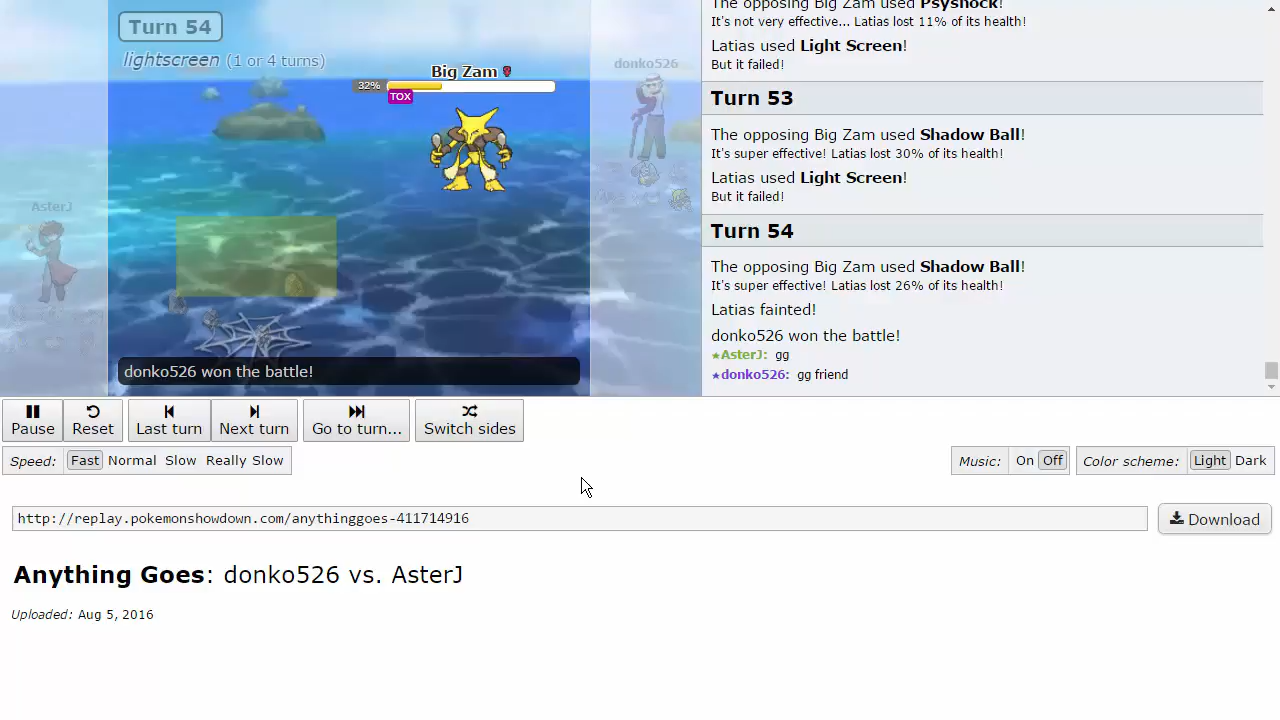 Turn 54
lightscreen (1 or 4 turns)
Big Zam
32%
TOX
donko526
AsterJ
donko526 won the battle!
The opposing Big Zam used Psyshock!
It's not very effective... Latias lost 11% of its health!
Latias used Light Screen!
But it failed!
Turn 53
The opposing Big Zam used Shadow Ball!
It's super effective! Latias lost 30% of its health!
Latias used Light Screen!
But it failed!
Turn 54
The opposing Big Zam used Shadow Ball!
It's super effective! Latias lost 26% of its health!
Latias fainted!
donko526 won the battle!
★AsterJ: gg
★donko526: gg friend
Pause
Reset
Last turn
Next turn
Go to turn...
Switch sides
Speed: Fast Normal Slow Really Slow
Music: On Off
Color scheme: Light Dark
http://replay.pokemonshowdown.com/anythinggoes-411714916
Download
Anything Goes: donko526 vs. AsterJ
Uploaded: Aug 5, 2016